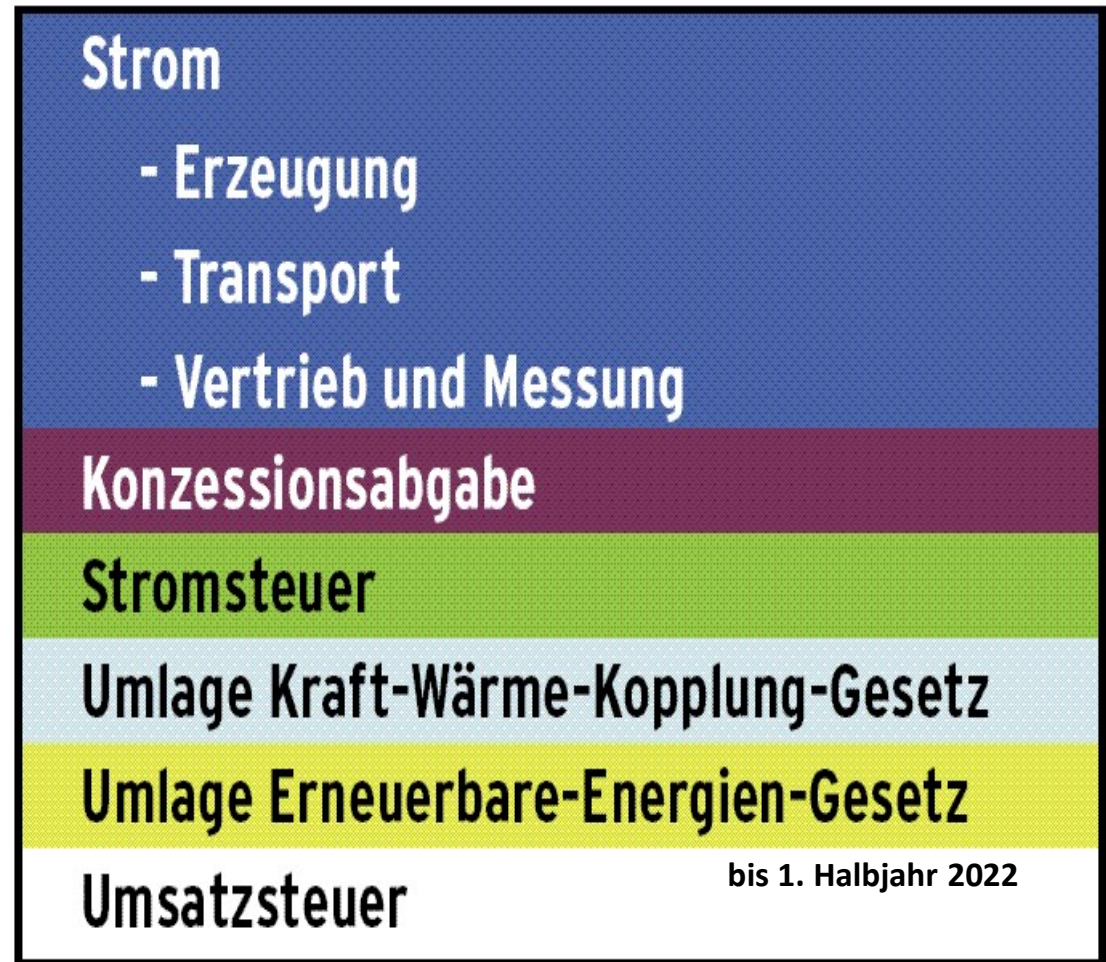 Strom
- Erzeugung
- Transport
- Vertrieb und Messung
Konzessionsabgabe
Stromsteuer
Umlage Kraft-Wärme-Kopplung-Gesetz
Umlage Erneuerbare-Energien-Gesetz
bis 1. Halbjahr 2022
Umsatzsteuer